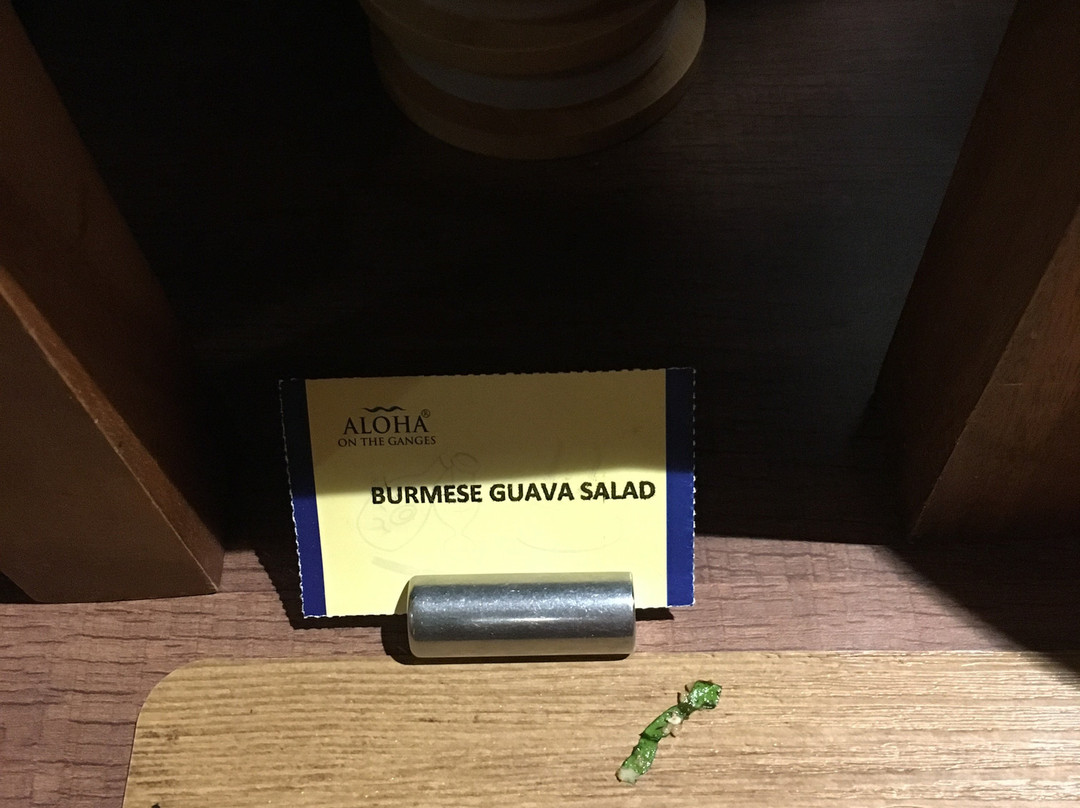 ALOHA®
ON THE GANGES
BURMESE GUAVA SALAD